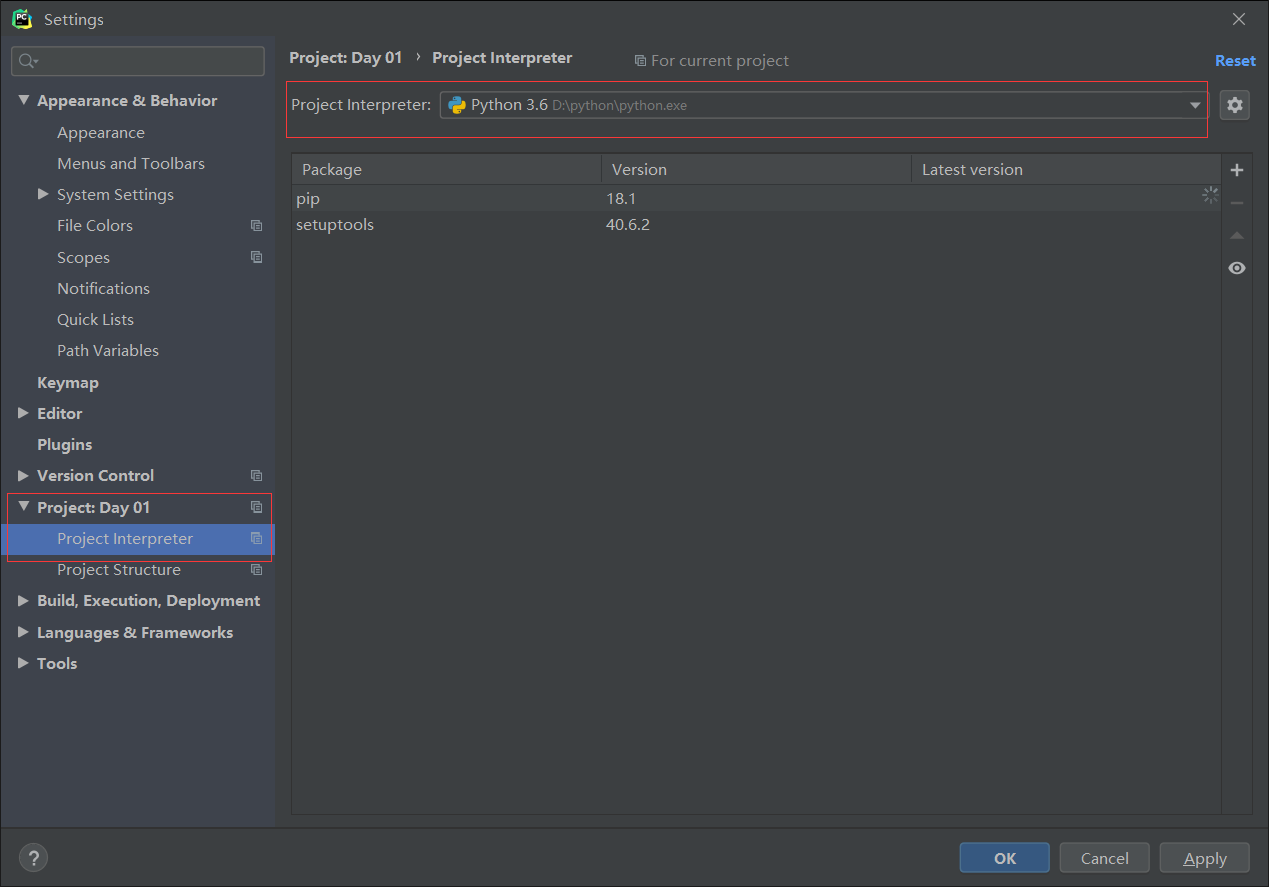 Settings
Appearance & Behavior
Appearance
Menus and Toolbars
System Settings
File Colors
Scopes
Notifications
Quick Lists
Path Variables
Keymap
Editor
Plugins
Version Control
Project: Day 01
Project Interpreter
Project Structure
Build, Execution, Deployment
Languages & Frameworks
Tools
Project: Day 01 › Project Interpreter For current project Reset
Project Interpreter: Python 3.6 D:\python\python.exe
Package Version Latest version
pip 18.1
setuptools 40.6.2
? OK Cancel Apply